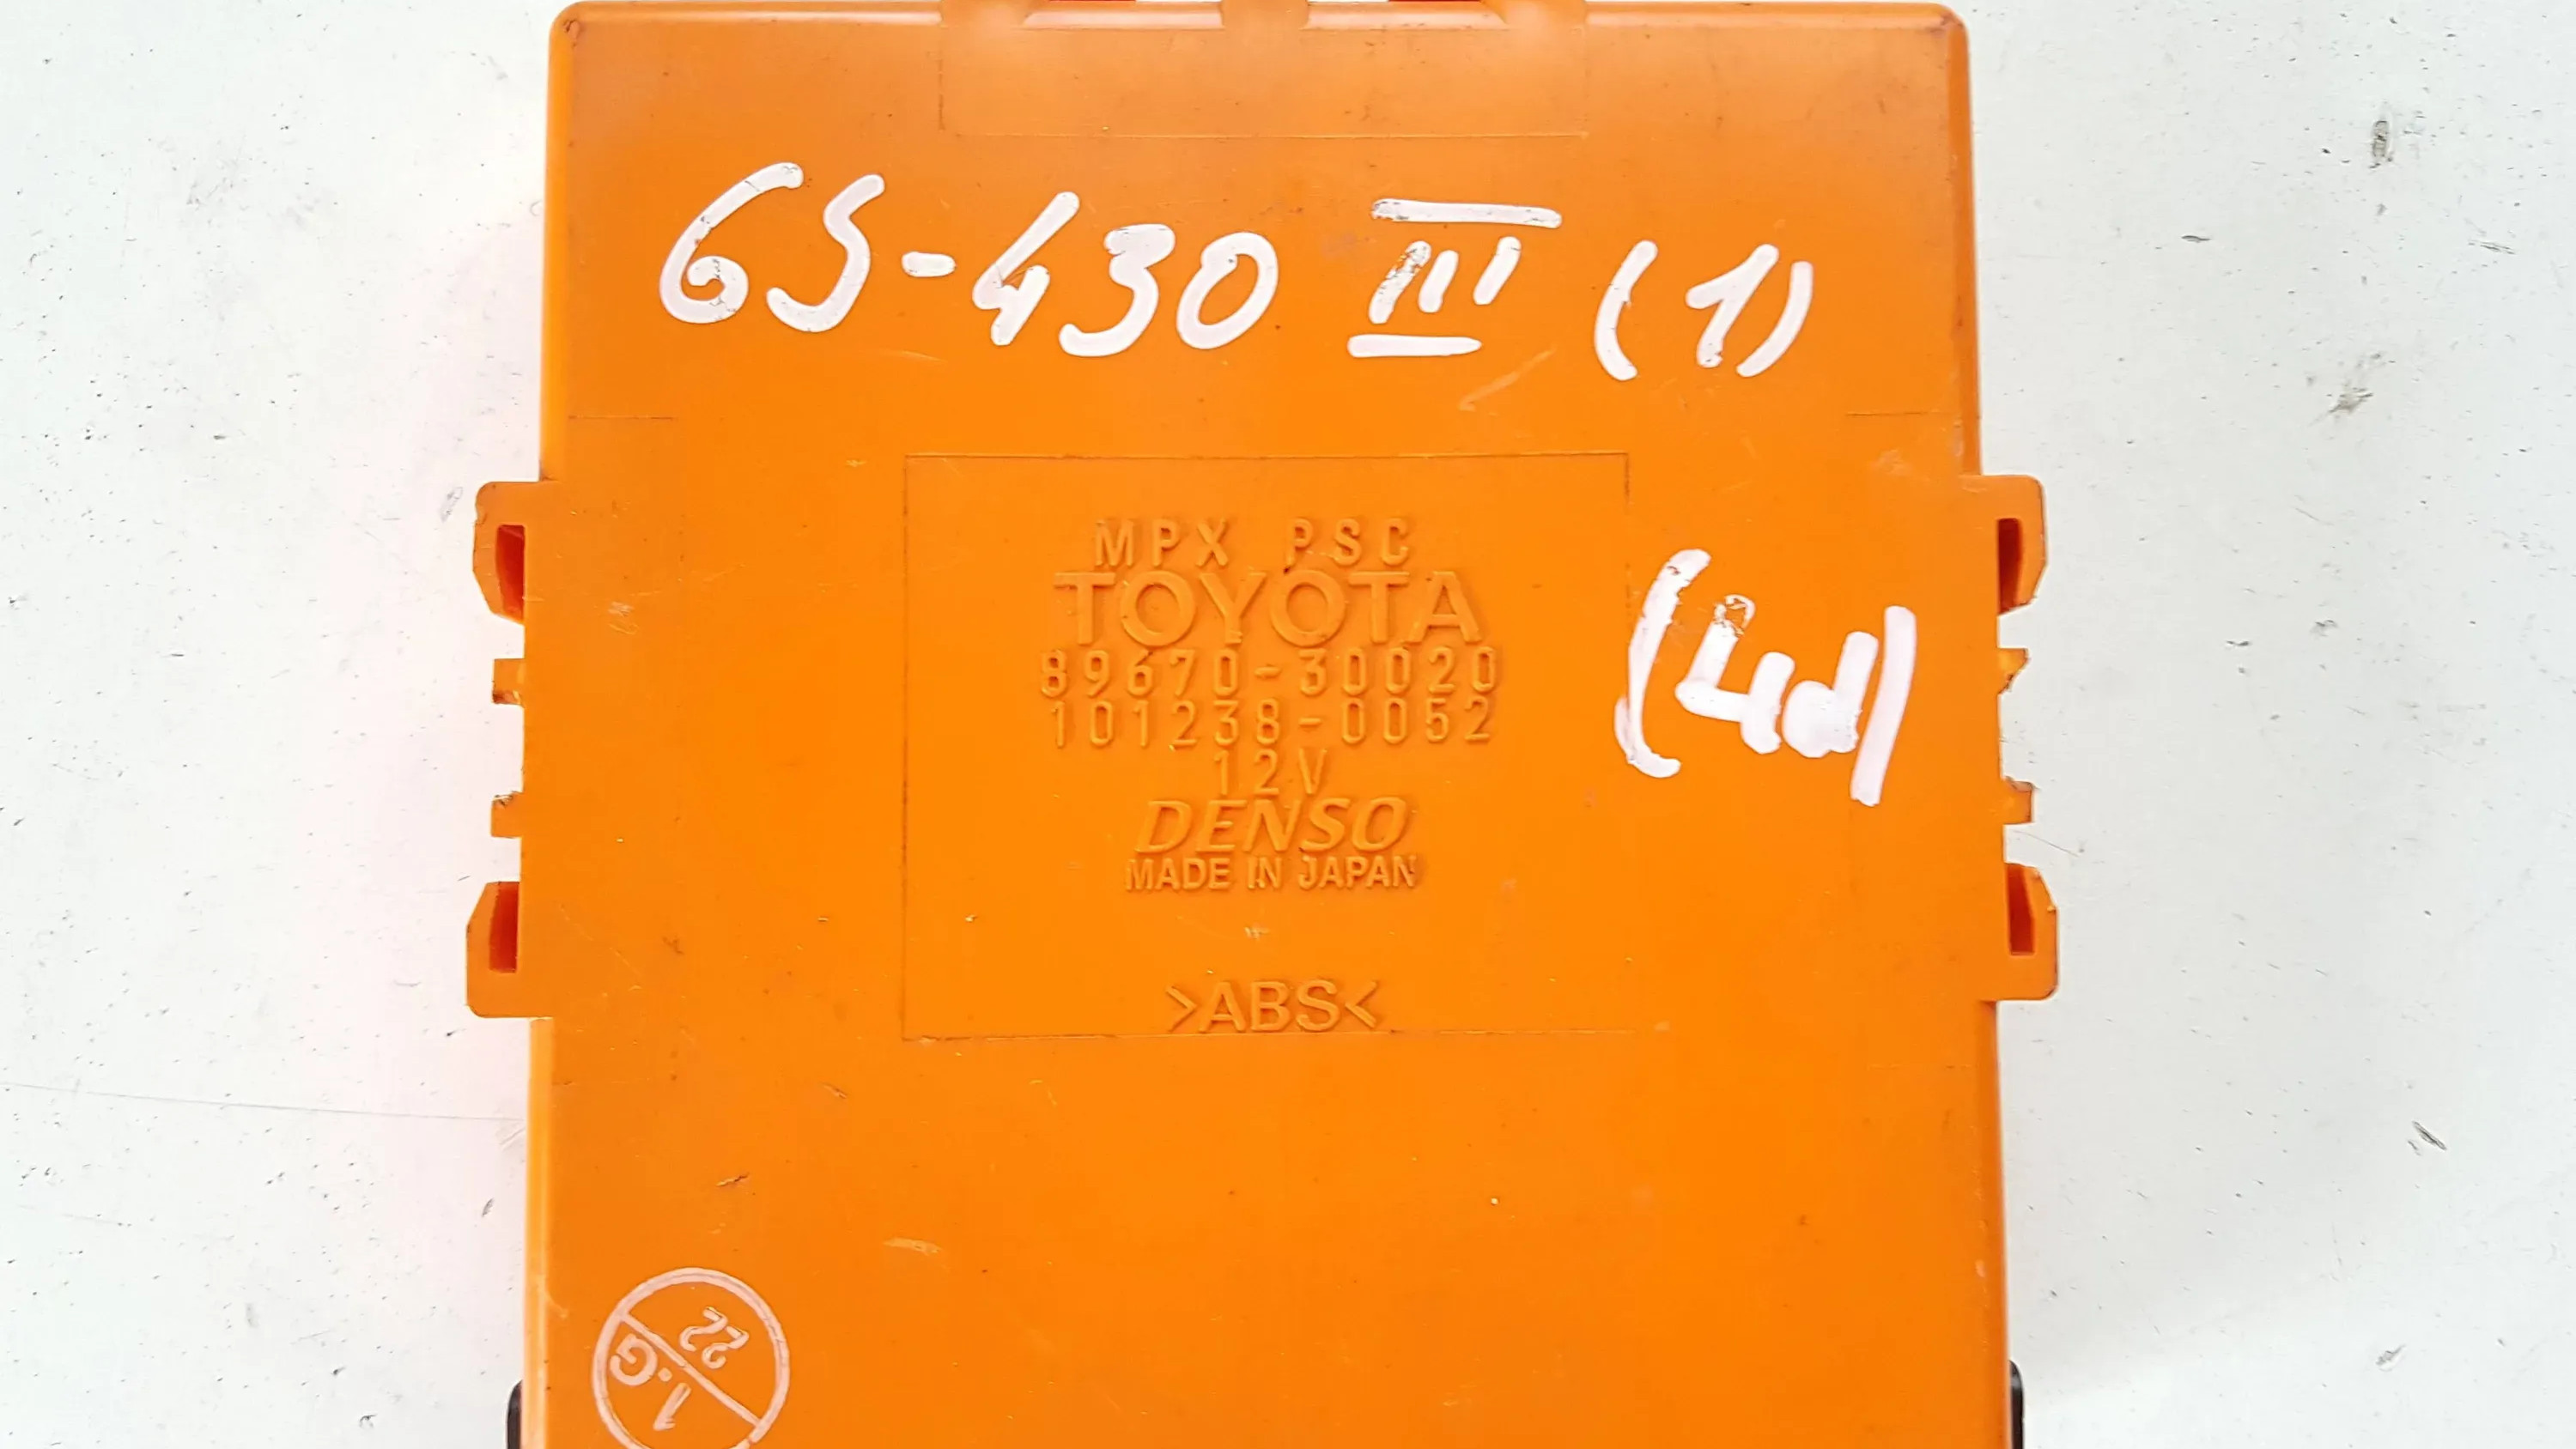 GS-430 III (1)
MPX PSC
TOYOTA
89670-30020
101238-0052
(4d)
12V
DENSO
MADE IN JAPAN
>ABS<
22
1.G